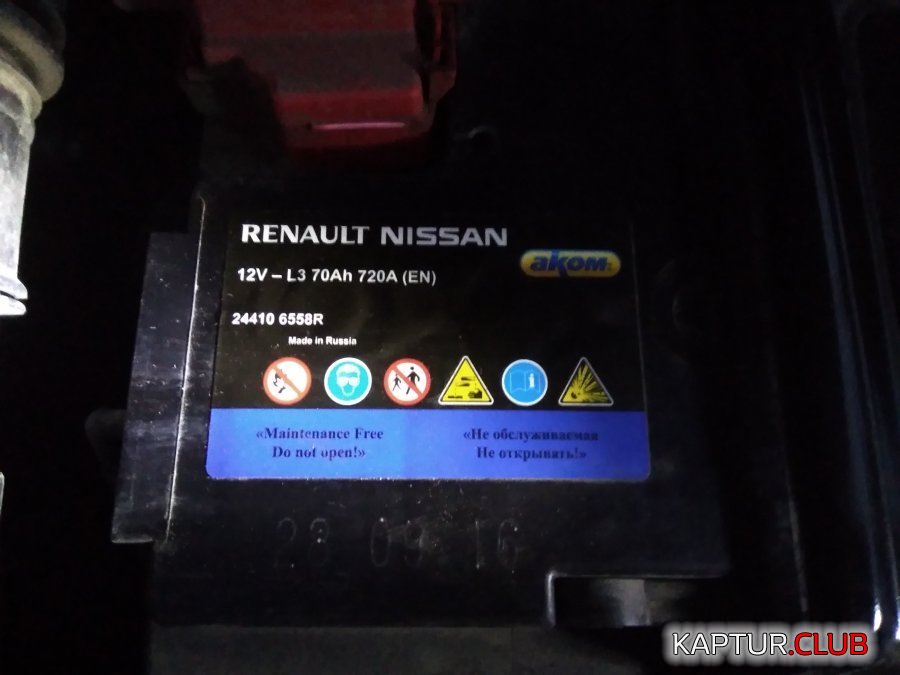 RENAULT NISSAN
аком
12V – L3 70Ah 720A (EN)
24410 6558R
Made in Russia
«Maintenance Free
Do not open!»
«Не обслуживаемая
Не открывать!»
28 09 16
KAPTUR.CLUB